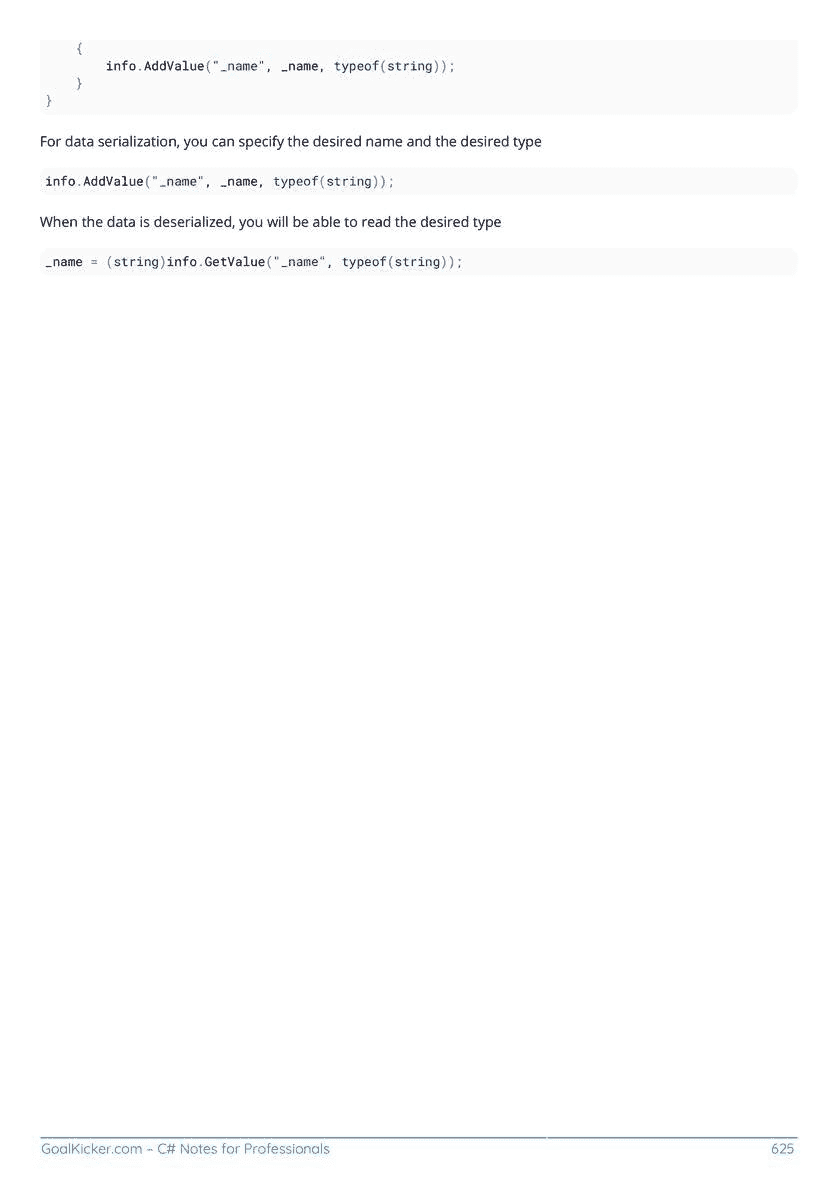 {
info.AddValue("_name", _name, typeof(string));
}
}
For data serialization, you can specify the desired name and the desired type
info.AddValue("_name", _name, typeof(string));
When the data is deserialized, you will be able to read the desired type
_name = (string)info.GetValue("_name", typeof(string));
GoalKicker.com – C# Notes for Professionals 625